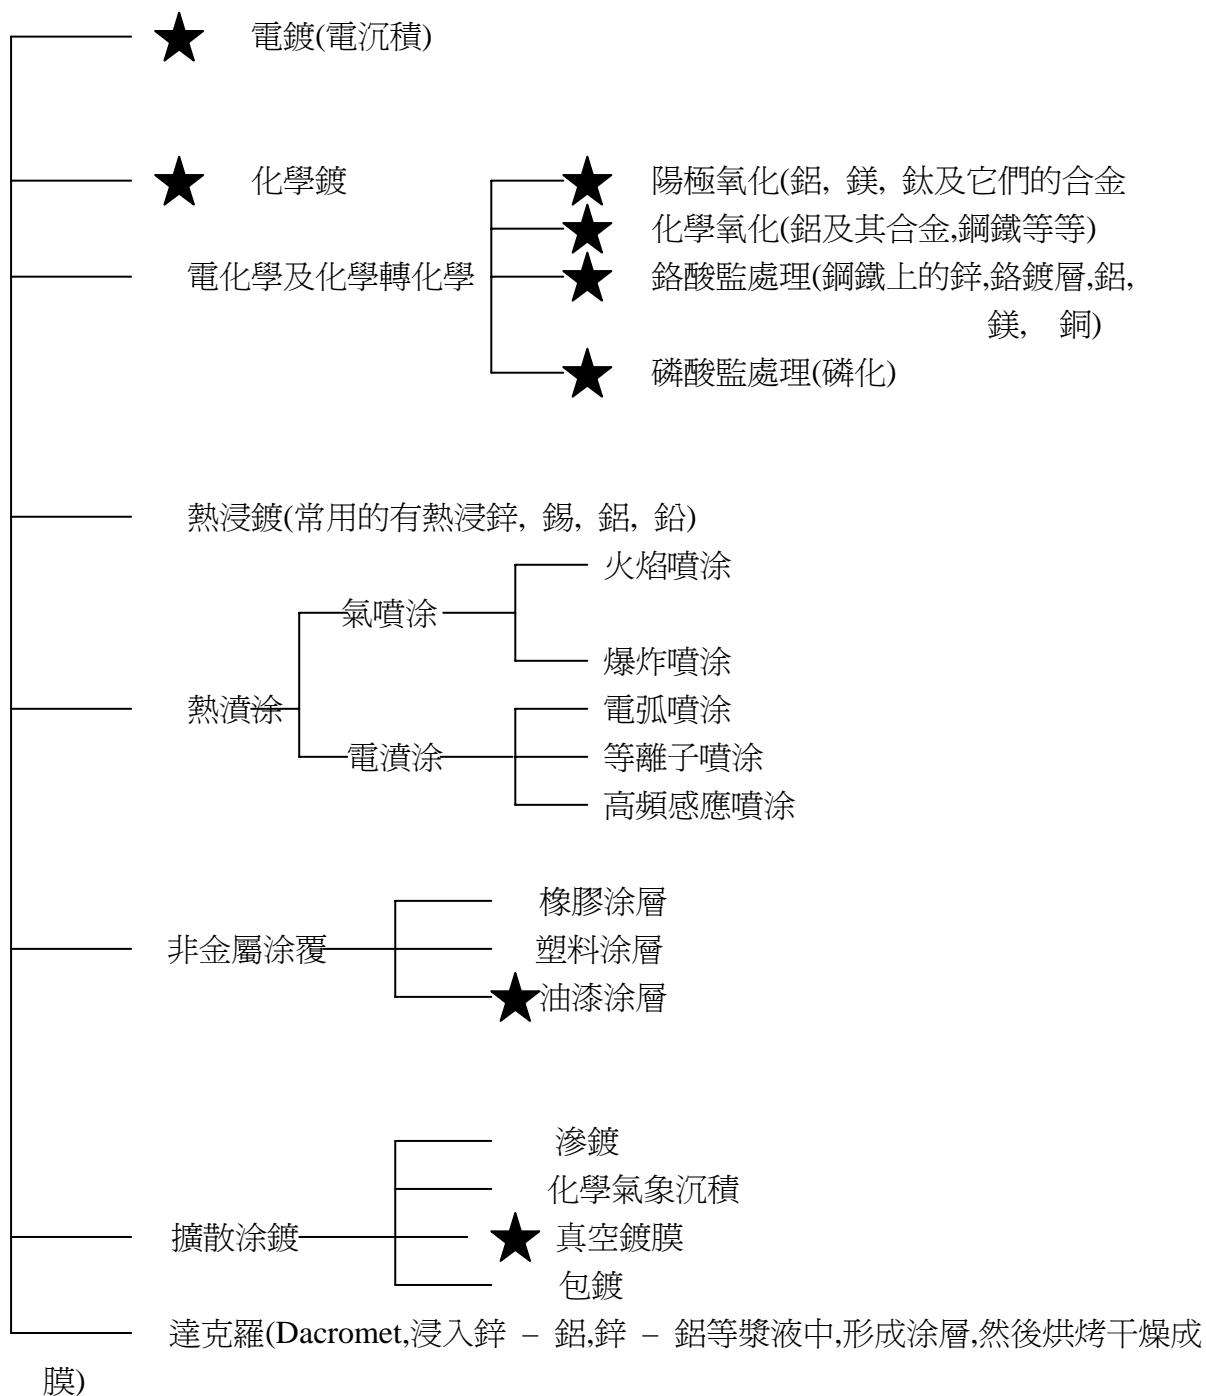 電鍍(電沉積)
化學鍍
陽極氧化(鋁, 鎂, 鈦及它們的合金
化學氧化(鋁及其合金,鋼鐵等等)
電化學及化學轉化學
鉻酸監處理(鋼鐵上的鋅,鉻鍍層,鋁,
鎂, 銅)
磷酸監處理(磷化)
熱浸鍍(常用的有熱浸鋅, 錫, 鋁, 鉛)
火焰噴涂
氣噴涂
爆炸噴涂
熱濆涂
電弧噴涂
電濆涂
等離子噴涂
高頻感應噴涂
橡膠涂層
非金屬涂覆
塑料涂層
油漆涂層
滲鍍
化學氣象沉積
擴散涂鍍
真空鍍膜
包鍍
達克羅(Dacromet,浸入鋅 – 鋁,鋅 – 鋁等漿液中,形成涂層,然後烘烤干燥成
膜)